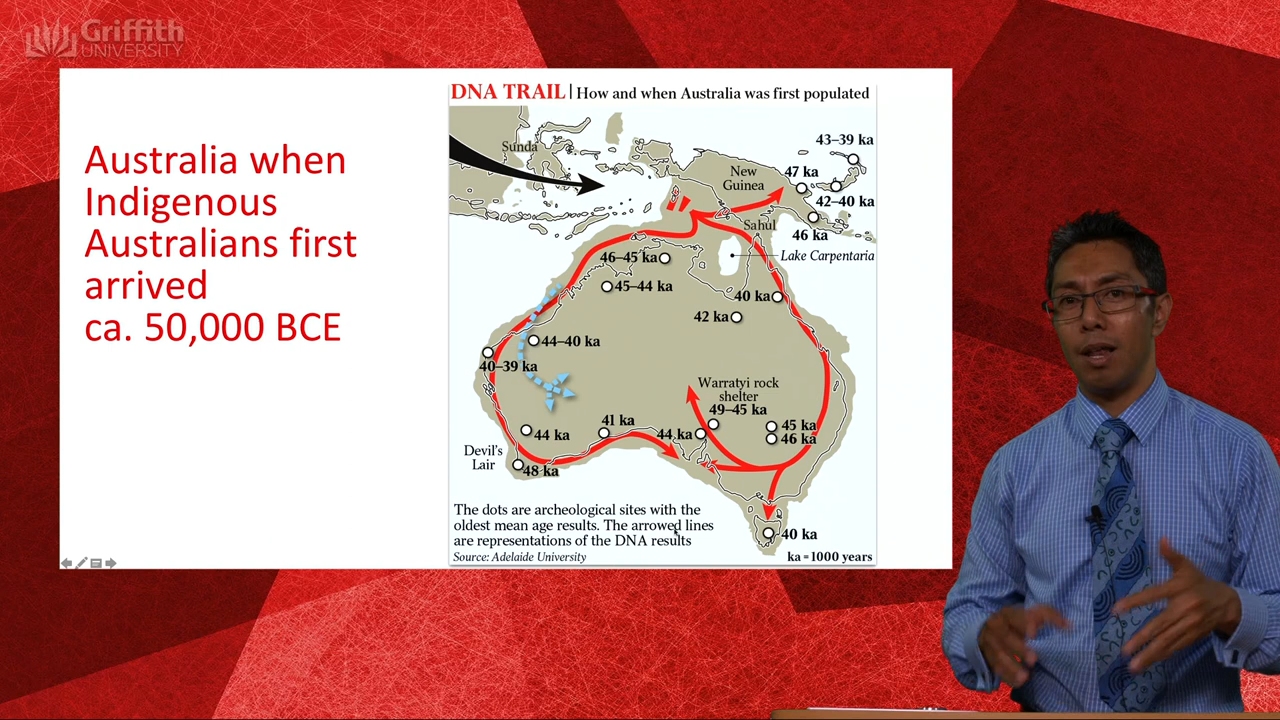 Griffith
UNIVERSITY
Australia when
Indigenous
Australians first
arrived
ca. 50,000 BCE
DNA TRAIL | How and when Australia was first populated
Sunda
43–39 ka
New
Guinea
47 ka
42–40 ka
Sahul
46 ka
Lake Carpentaria
46–45 ka
45–44 ka
40 ka
42 ka
44–40 ka
40–39 ka
Warratyi rock
shelter
49–45 ka
41 ka
44 ka
44 ka
45 ka
46 ka
Devil's
Lair
48 ka
The dots are archeological sites with the
oldest mean age results. The arrowed lines
are representations of the DNA results
40 ka
Source: Adelaide University
ka = 1000 years